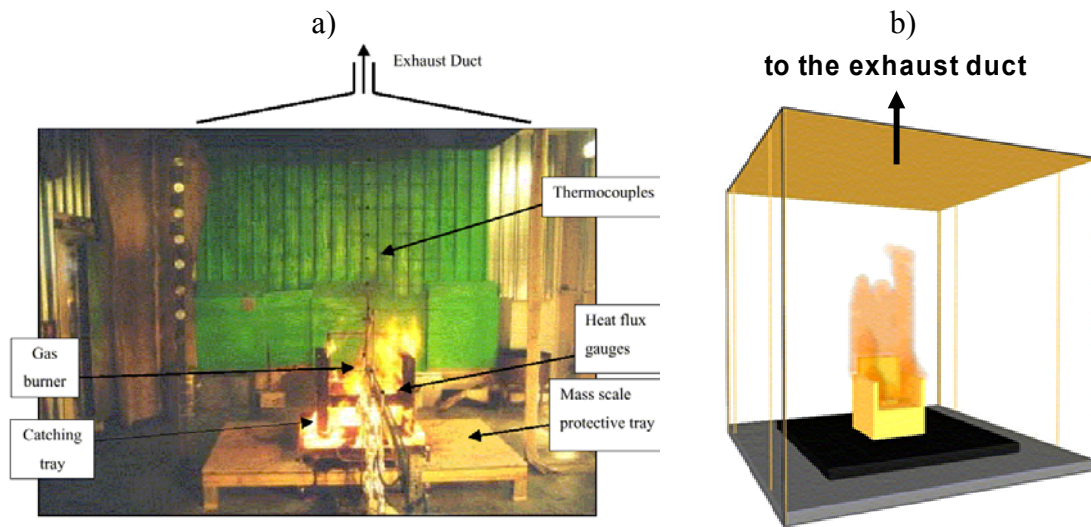 a)
Exhaust Duct
Thermocouples
Heat flux
gauges
Gas
burner
Mass scale
protective tray
Catching
tray
b)
to the exhaust duct